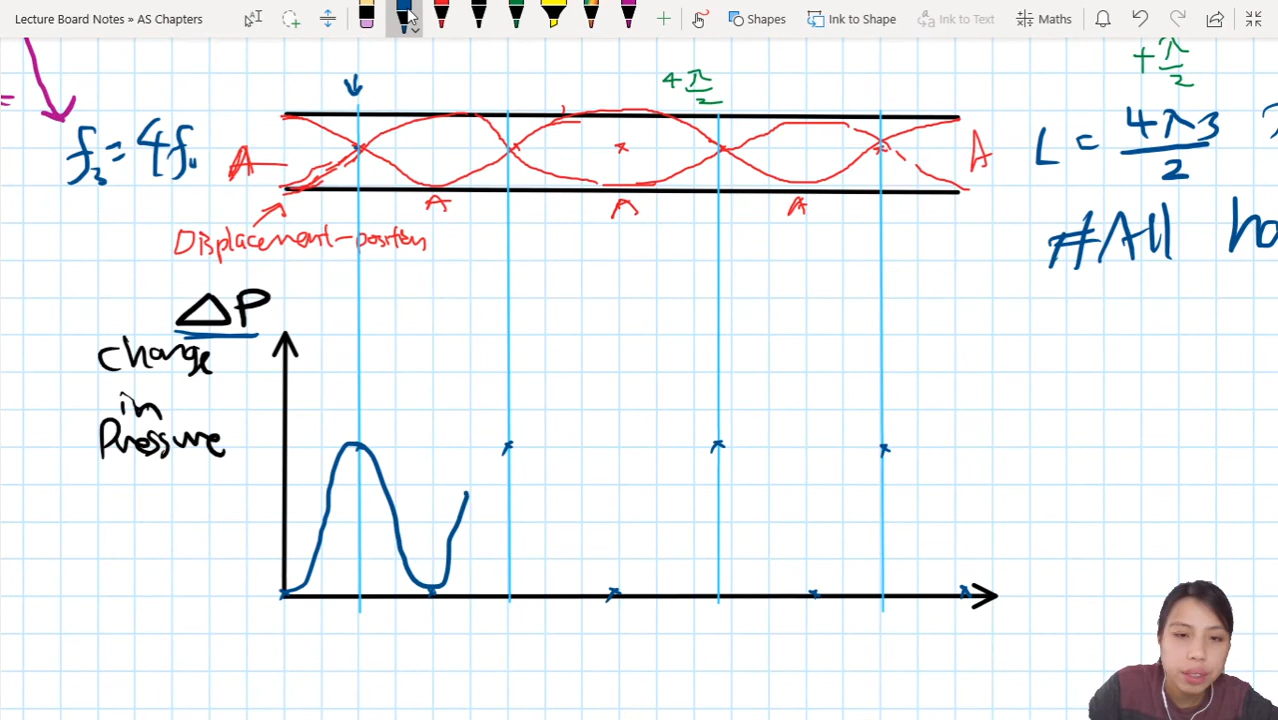 Lecture Board Notes » AS Chapters
Shapes
Ink to Shape
Ink to Text
Maths
+π/2
4π/2
f₃ = 4f₁
A
A
L = 4λ3/2
A
A
A
#All
Displacement-position
ΔP
Change
in
Pressure